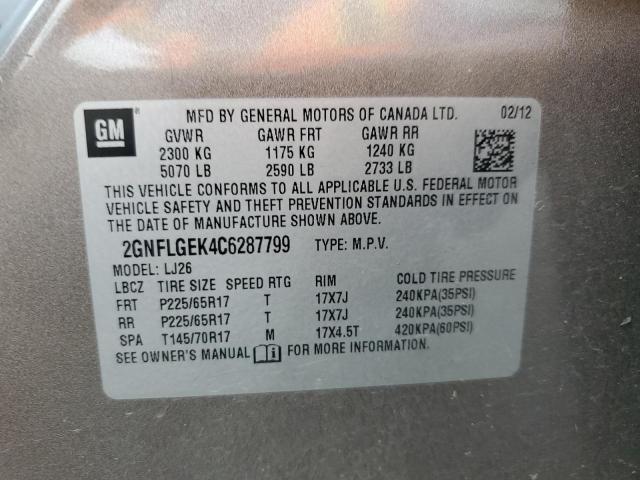 GM
MFD BY GENERAL MOTORS OF CANADA LTD. 02/12
GVWR GAWR FRT GAWR RR
2300 KG 1175 KG 1240 KG
5070 LB 2590 LB 2733 LB
THIS VEHICLE CONFORMS TO ALL APPLICABLE U.S. FEDERAL MOTOR
VEHICLE SAFETY AND THEFT PREVENTION STANDARDS IN EFFECT ON
THE DATE OF MANUFACTURE SHOWN ABOVE.
2GNFLGEK4C6287799 TYPE: M.P.V.
MODEL: LJ26
LBCZ TIRE SIZE SPEED RTG RIM COLD TIRE PRESSURE
FRT P225/65R17 T 17X7J 240KPA(35PSI)
RR P225/65R17 T 17X7J 240KPA(35PSI)
SPA T145/70R17 M 17X4.5T 420KPA(60PSI)
SEE OWNER'S MANUAL FOR MORE INFORMATION.